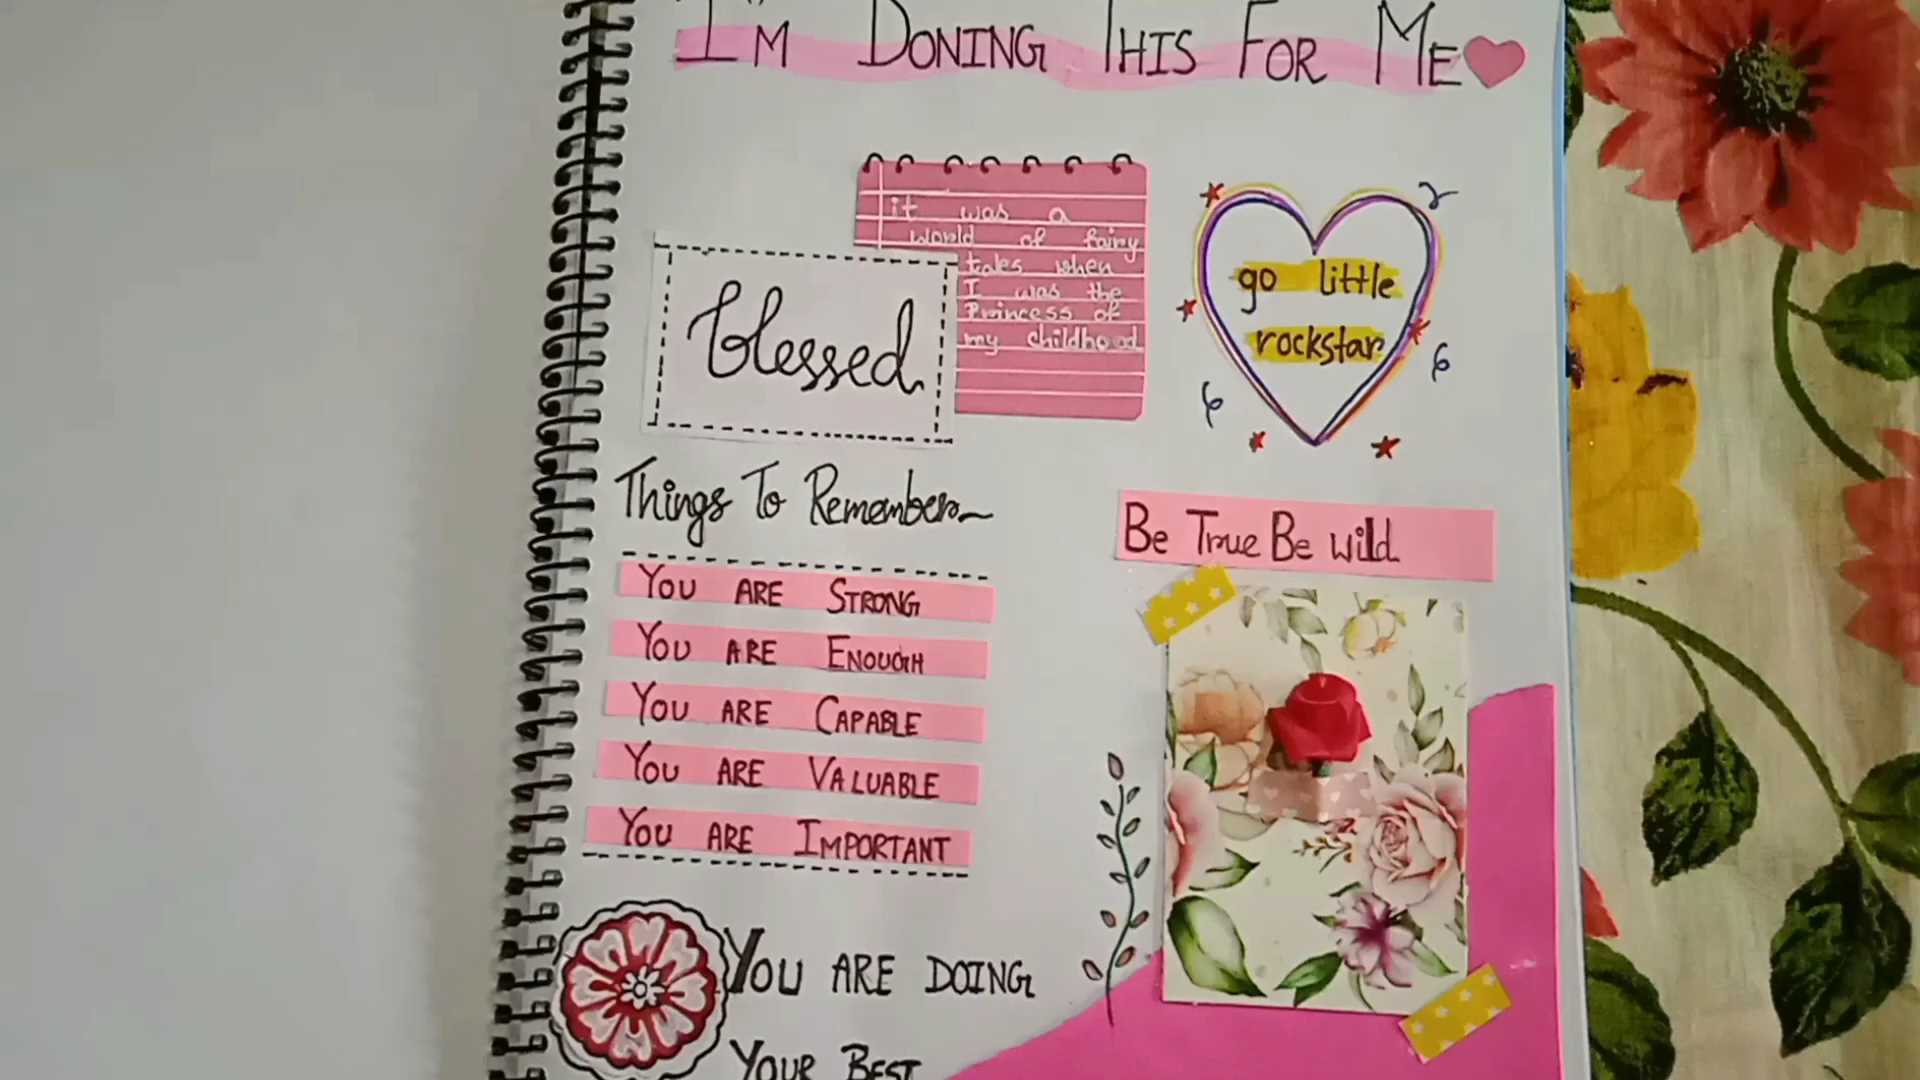 I'M DONING THIS FOR ME
it was a
world of fairy
tales when
I was the
Princess of
my childhood
blessed
go little
rockstar
Things To Remember
YOU ARE STRONG
YOU ARE ENOUGH
YOU ARE CAPABLE
YOU ARE VALUABLE
YOU ARE IMPORTANT
Be True Be wild
YOU ARE DOING
YOUR BEST